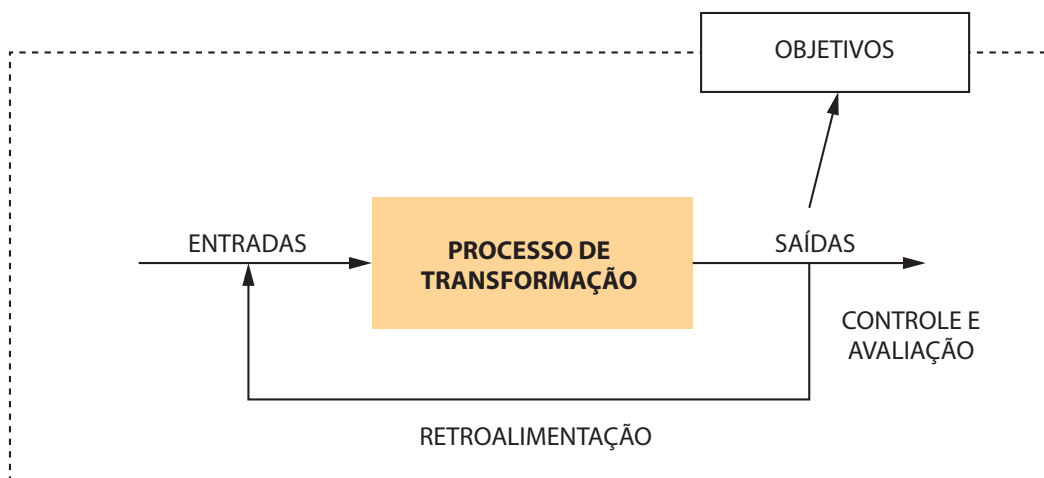 OBJETIVOS
ENTRADAS
PROCESSO DE
TRANSFORMAÇÃO
SAÍDAS
CONTROLE E
AVALIAÇÃO
RETROALIMENTAÇÃO